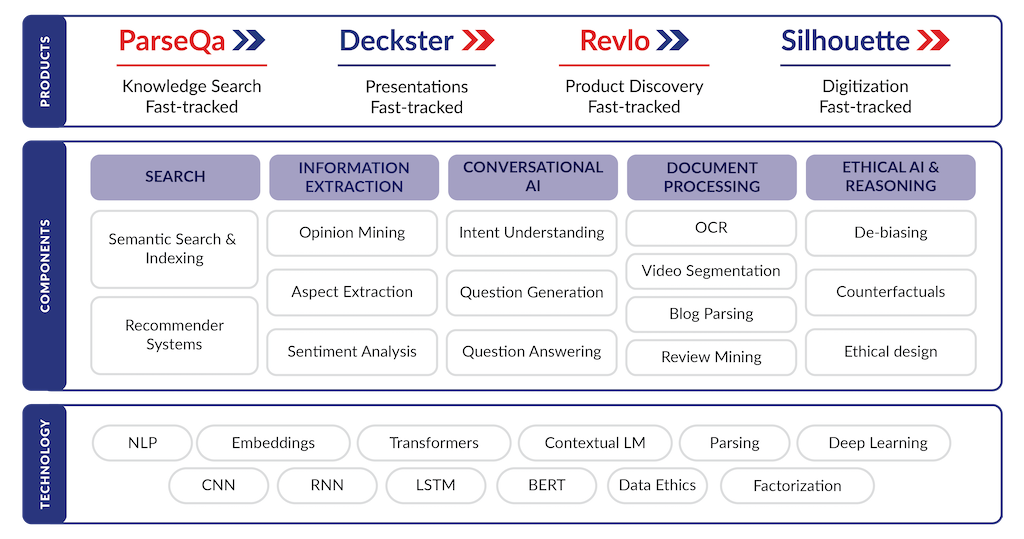 PRODUCTS
ParseQa
Knowledge Search
Fast-tracked
Deckster
Presentations
Fast-tracked
Revlo
Product Discovery
Fast-tracked
Silhouette
Digitization
Fast-tracked
COMPONENTS
SEARCH
Semantic Search &
Indexing
Recommender
Systems
INFORMATION
EXTRACTION
Opinion Mining
Aspect Extraction
Sentiment Analysis
CONVERSATIONAL
AI
Intent Understanding
Question Generation
Question Answering
DOCUMENT
PROCESSING
OCR
Video Segmentation
Blog Parsing
Review Mining
ETHICAL AI &
REASONING
De-biasing
Counterfactuals
Ethical design
TECHNOLOGY
NLP
Embeddings
Transformers
Contextual LM
Parsing
Deep Learning
CNN
RNN
LSTM
BERT
Data Ethics
Factorization